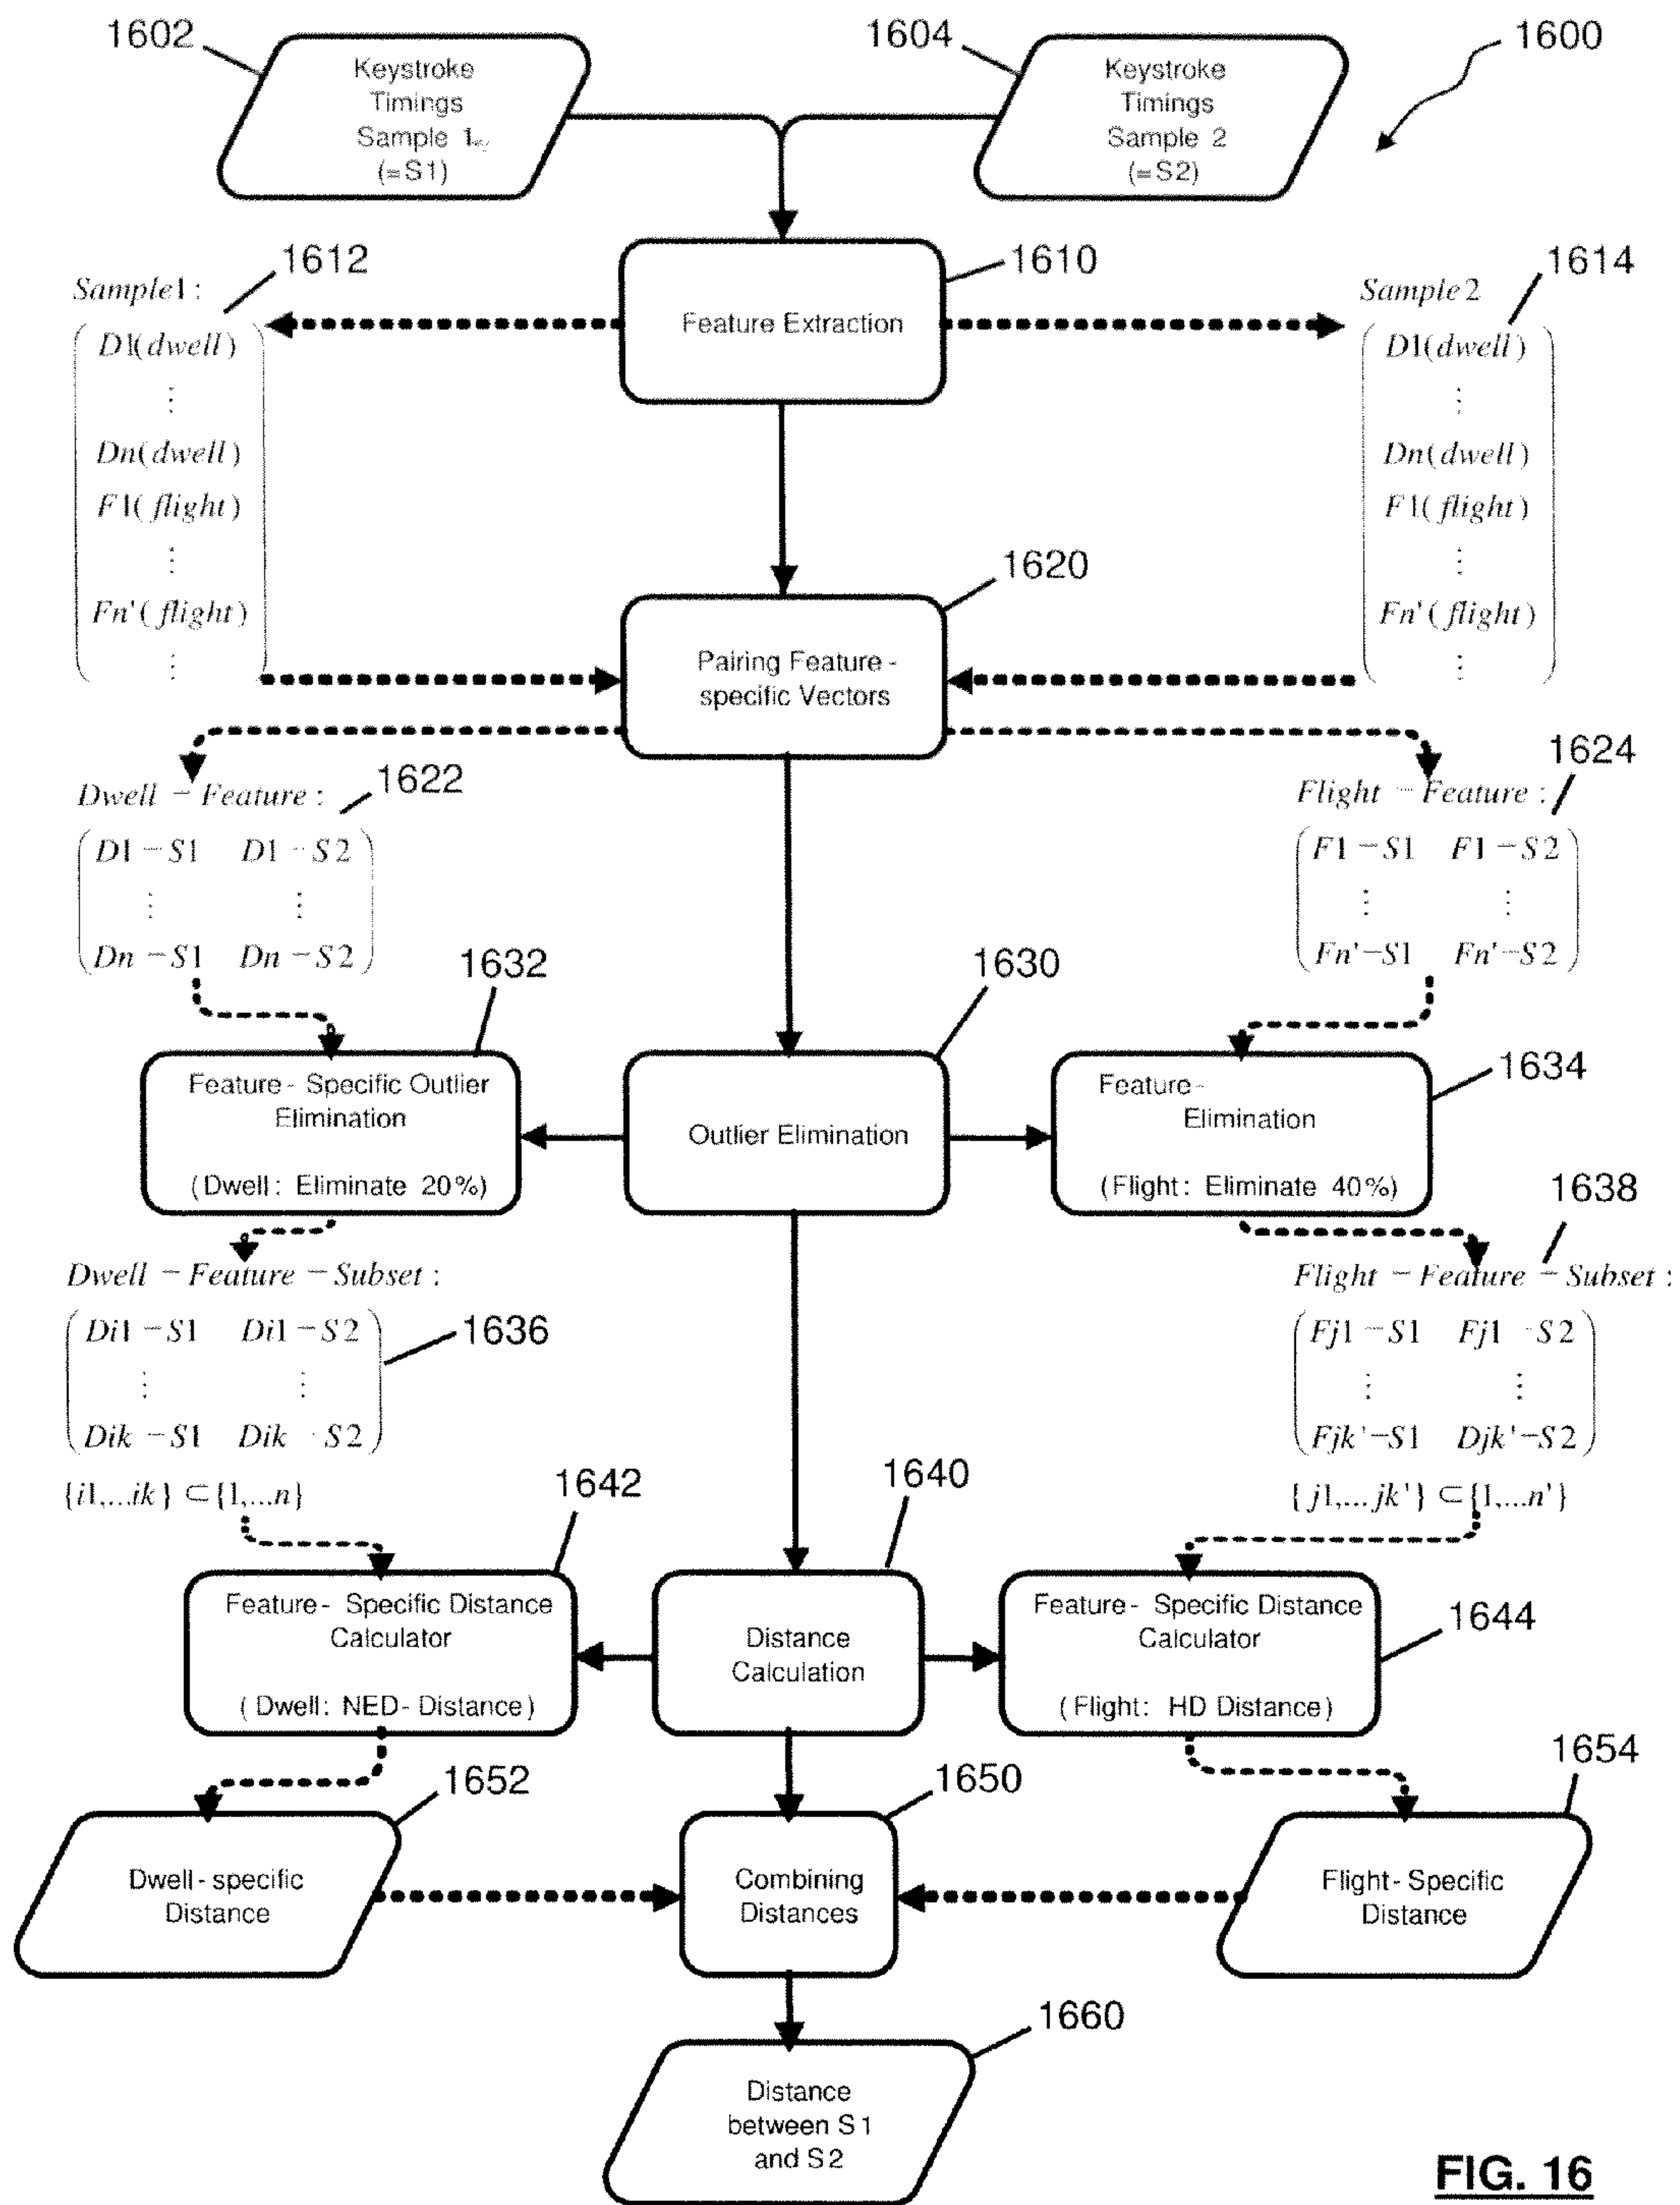 1602
Keystroke
Timings
Sample 1
(=S1)
1604
Keystroke
Timings
Sample 2
(=S2)
1600
1612
Sample1:
D1(dwell)
⋮
Dn(dwell)
F1(flight)
⋮
Fn'(flight)
⋮
1610
Feature Extraction
1614
Sample2
D1(dwell)
⋮
Dn(dwell)
F1(flight)
⋮
Fn'(flight)
⋮
1620
Pairing Feature-
specific Vectors
1622
Dwell – Feature:
D1 – S1 D1 – S2
⋮ ⋮
Dn – S1 Dn – S2
1624
Flight – Feature:
F1 – S1 F1 – S2
⋮ ⋮
Fn'–S1 Fn'–S2
1632
Feature- Specific Outlier
Elimination
(Dwell: Eliminate 20%)
1630
Outlier Elimination
1634
Feature-
Elimination
(Flight: Eliminate 40%)
Dwell – Feature – Subset:
Di1 – S1 Di1 – S2
⋮ ⋮
Dik – S1 Dik S2
{i1,...ik} ⊂ {1,...n}
1636
1638
Flight – Feature – Subset:
Fj1 – S1 Fj1 – S2
⋮ ⋮
Fjk'–S1 Djk'–S2
{j1,...jk'} ⊂ {1,...n'}
1642
Feature- Specific Distance
Calculator
(Dwell: NED- Distance)
1640
Distance
Calculation
1644
Feature- Specific Distance
Calculator
(Flight: HD Distance)
1652
Dwell- specific
Distance
1650
Combining
Distances
1654
Flight- Specific
Distance
1660
Distance
between S1
and S2
FIG. 16